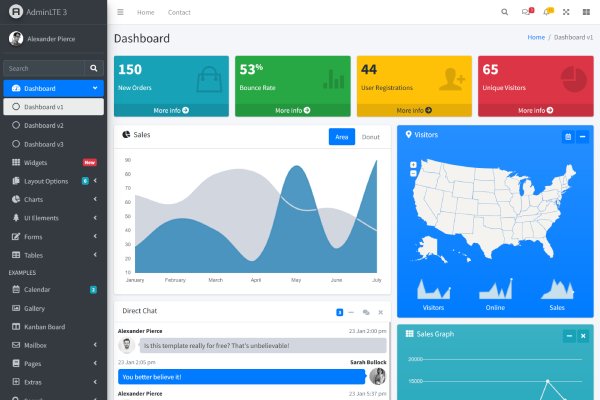 AdminLTE 3
Home
Contact
Alexander Pierce
Search
Dashboard
Dashboard v1
Dashboard v2
Dashboard v3
Widgets
New
Layout Options
6
Charts
UI Elements
Forms
Tables
EXAMPLES
Calendar
2
Gallery
Kanban Board
Mailbox
Pages
Extras
Dashboard
Home / Dashboard v1
150
New Orders
More info
53%
Bounce Rate
More info
44
User Registrations
More info
65
Unique Visitors
More info
Sales
Area
Donut
90
80
70
60
50
40
30
20
10
January
February
March
April
May
June
July
Visitors
Visitors
Online
Sales
Direct Chat
3
Alexander Pierce
23 Jan 2:00 pm
Is this template really for free? That's unbelievable!
23 Jan 2:05 pm
Sarah Bullock
You better believe it!
Alexander Pierce
23 Jan 5:37 pm
Sales Graph
20000
15000